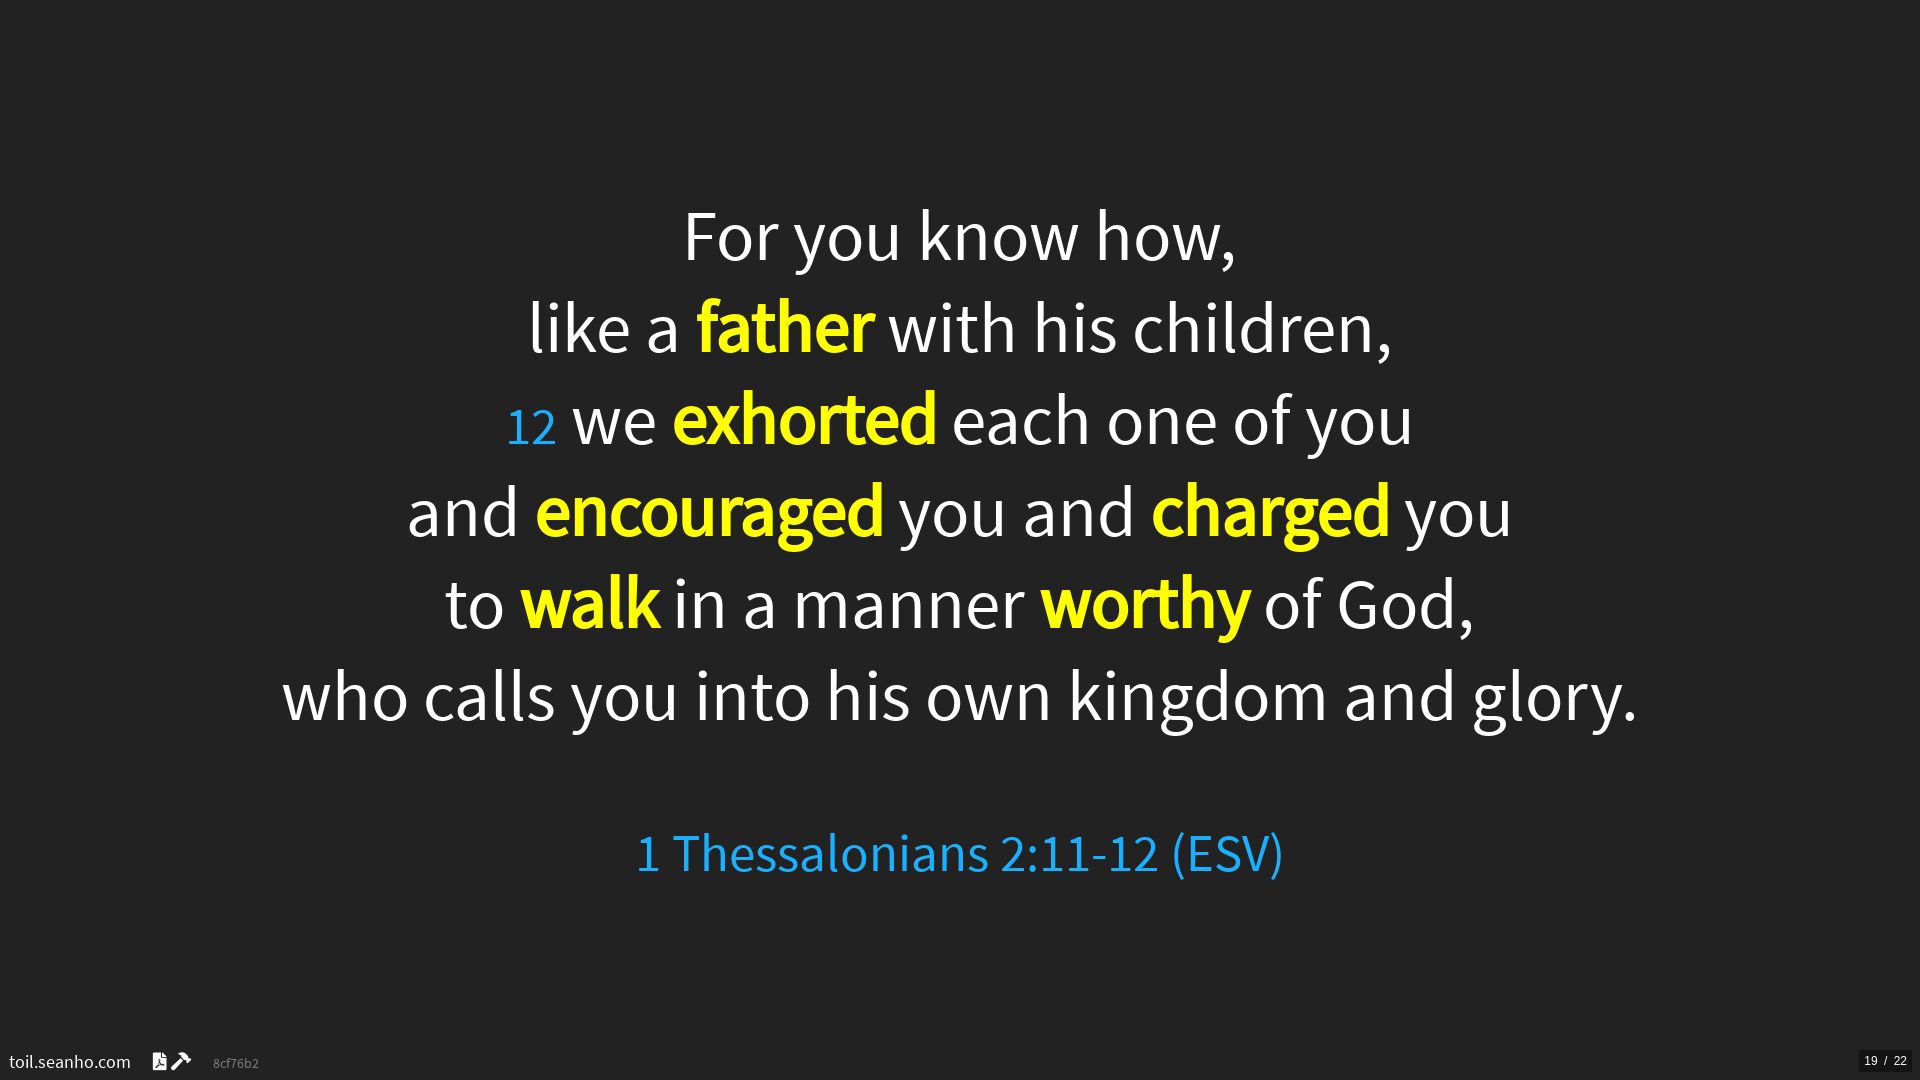 For you know how,
like a father with his children,
12 we exhorted each one of you
and encouraged you and charged you
to walk in a manner worthy of God,
who calls you into his own kingdom and glory.
1 Thessalonians 2:11-12 (ESV)
toil.seanho.com 8cf76b2
19 / 22